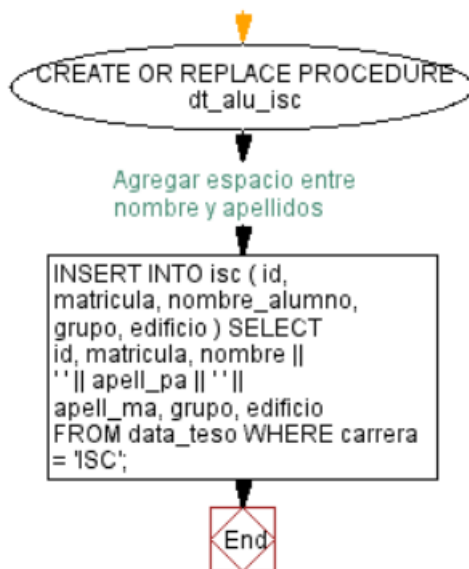 CREATE OR REPLACE PROCEDURE
dt_alu_isc
Agregar espacio entre
nombre y apellidos
INSERT INTO isc ( id,
matricula, nombre_alumno,
grupo, edificio ) SELECT
id, matricula, nombre ||
' ' || apell_pa || ' ' ||
apell_ma, grupo, edificio
FROM data_teso WHERE carrera
= 'ISC';
End